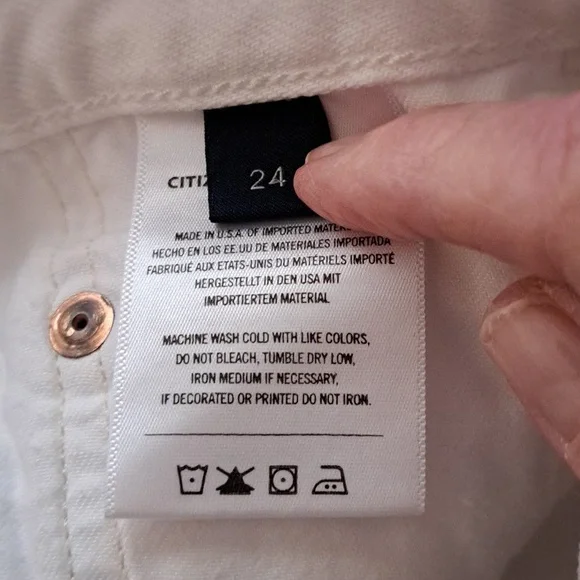 24
CITIZ
MADE IN U.S.A. OF IMPORTED MATER
HECHO EN LOS EE.UU DE MATERIALES IMPORTADA
FABRIQUÉ AUX ETATS-UNIS DU MATÉRIELS IMPORTÉ
HERGESTELLT IN DEN USA MIT
IMPORTIERTEM MATERIAL
MACHINE WASH COLD WITH LIKE COLORS,
DO NOT BLEACH, TUMBLE DRY LOW,
IRON MEDIUM IF NECESSARY,
IF DECORATED OR PRINTED DO NOT IRON.